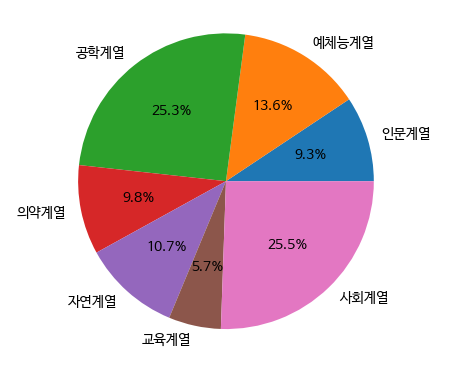 예체능계열
공학계열
13.6%
25.3%
인문계열
9.3%
9.8%
의약계열
10.7%
25.5%
5.7%
자연계열
사회계열
교육계열